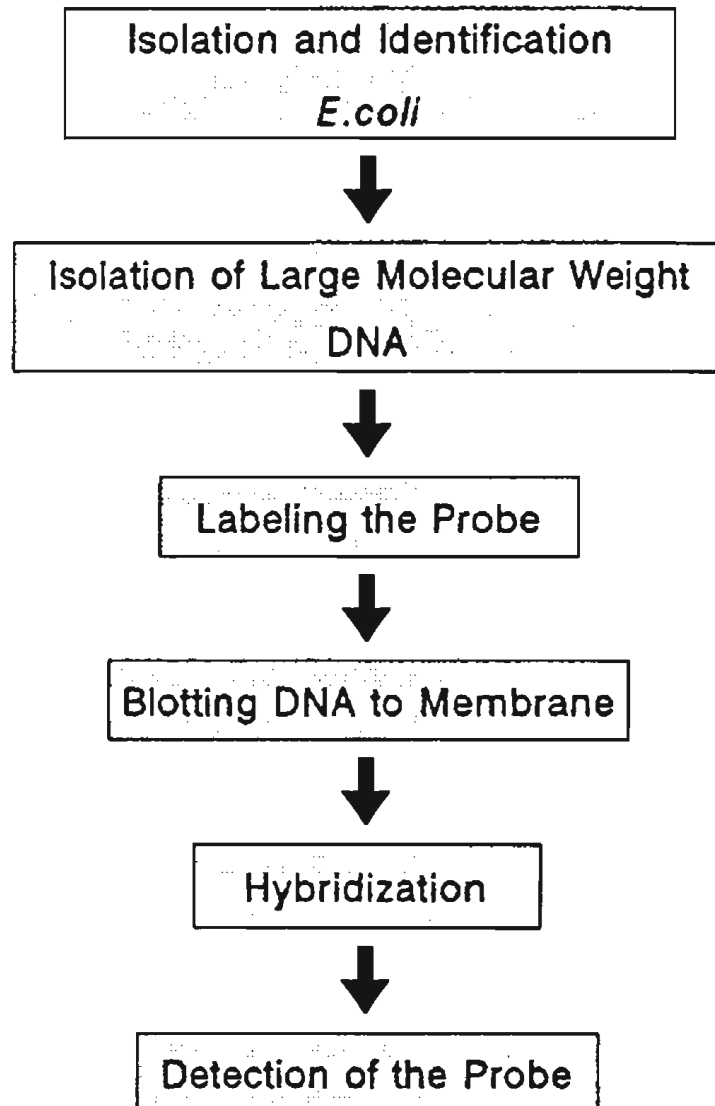 Isolation and Identification
E.coli
Isolation of Large Molecular Weight
DNA
Labeling the Probe
Blotting DNA to Membrane
Hybridization
Detection of the Probe